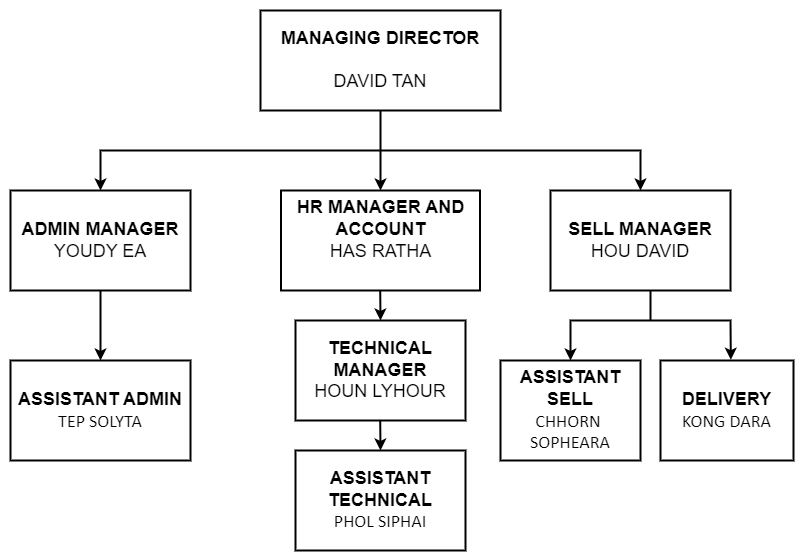 MANAGING DIRECTOR
DAVID TAN
ADMIN MANAGER
YOUDY EA
HR MANAGER AND
ACCOUNT
HAS RATHA
SELL MANAGER
HOU DAVID
ASSISTANT ADMIN
TEP SOLYTA
TECHNICAL
MANAGER
HOUN LYHOUR
ASSISTANT
SELL
CHHORN
SOPHEARA
DELIVERY
KONG DARA
ASSISTANT
TECHNICAL
PHOL SIPHAI